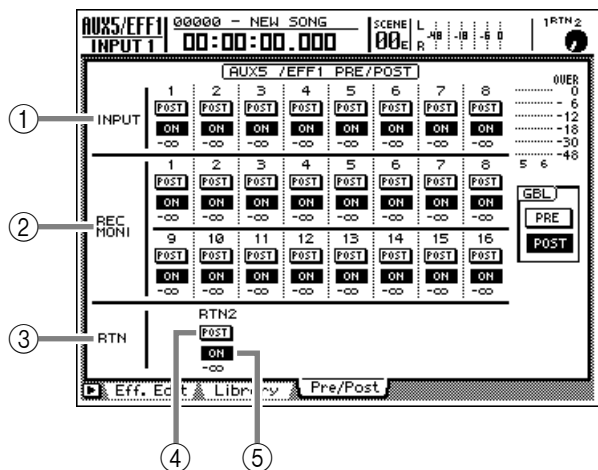 AUX5/EFF1 00000 - NEW SONG SCENE L -48 -18 -6 0 1RTN2
INPUT 1 00:00:00.000 00E R
AUX5 /EFF1 PRE/POST
OVER
0
- 6
-12
-18
-30
-48
5 6
1 2 3 4 5 6 7 8
① INPUT POST POST POST POST POST POST POST POST
ON ON ON ON ON ON ON ON
-∞ -∞ -∞ -∞ -∞ -∞ -∞ -∞
1 2 3 4 5 6 7 8
POST POST POST POST POST POST POST POST
ON ON ON ON ON ON ON ON
-∞ -∞ -∞ -∞ -∞ -∞ -∞ -∞
② REC
MONI
9 10 11 12 13 14 15 16
POST POST POST POST POST POST POST POST
ON ON ON ON ON ON ON ON
-∞ -∞ -∞ -∞ -∞ -∞ -∞ -∞
GBL
PRE
POST
③ RTN
RTN2
POST
ON
-∞
Eff. Edit Library Pre/Post
④ ⑤